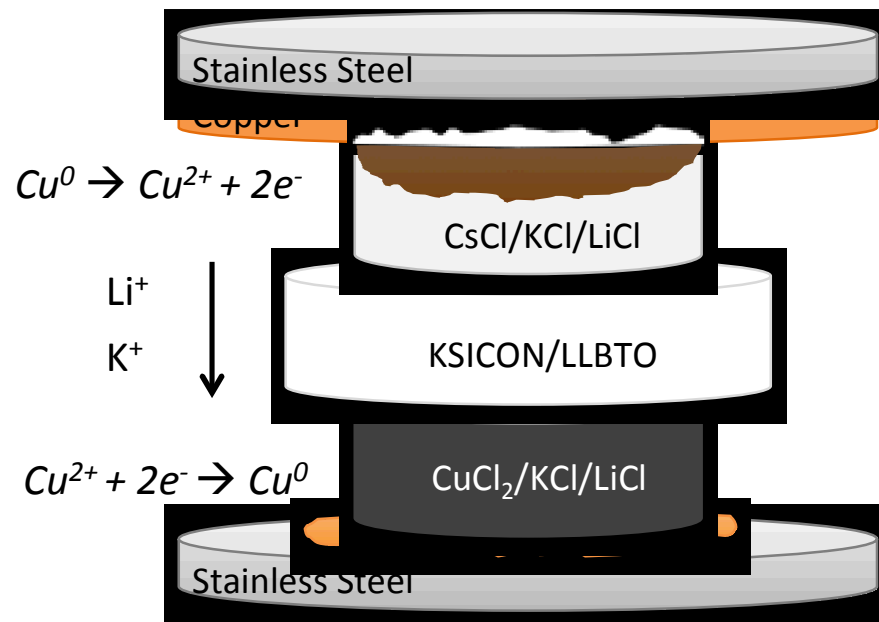 Stainless Steel
Copper
Cu⁰ → Cu²⁺ + 2e⁻
CsCl/KCl/LiCl
Li⁺
K⁺
KSICON/LLBTO
Cu²⁺ + 2e⁻ → Cu⁰
CuCl₂/KCl/LiCl
Stainless Steel